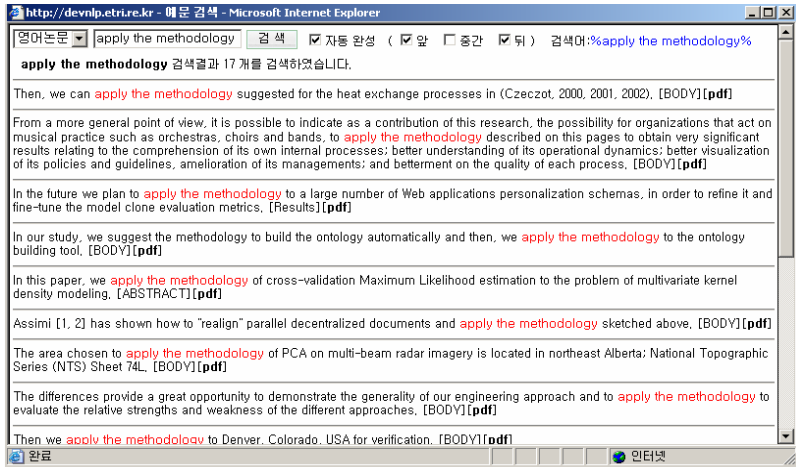 http://devnlp.etri.re.kr - 예문 검색 - Microsoft Internet Explorer
영어논문 apply the methodology 검 색 자동 완성 ( 앞 중간 뒤 ) 검색어:%apply the methodology%
apply the methodology 검색결과 17 개를 검색하였습니다.
Then, we can apply the methodology suggested for the heat exchange processes in (Czeczot, 2000, 2001, 2002), [BODY][pdf]
From a more general point of view, it is possible to indicate as a contribution of this research, the possibility for organizations that act on
musical practice such as orchestras, choirs and bands, to apply the methodology described on this pages to obtain very significant
results relating to the comprehension of its own internal processes; better understanding of its operational dynamics; better visualization
of its policies and guidelines, amelioration of its managements; and betterment on the quality of each process, [BODY][pdf]
In the future we plan to apply the methodology to a large number of Web applications personalization schemas, in order to refine it and
fine-tune the model clone evaluation metrics, [Results][pdf]
In our study, we suggest the methodology to build the ontology automatically and then, we apply the methodology to the ontology
building tool, [BODY][pdf]
In this paper, we apply the methodology of cross-validation Maximum Likelihood estimation to the problem of multivariate kernel
density modeling, [ABSTRACT][pdf]
Assimi [1, 2] has shown how to "realign" parallel decentralized documents and apply the methodology sketched above, [BODY][pdf]
The area chosen to apply the methodology of PCA on multi-beam radar imagery is located in northeast Alberta; National Topographic
Series (NTS) Sheet 74L, [BODY][pdf]
The differences provide a great opportunity to demonstrate the generality of our engineering approach and to apply the methodology to
evaluate the relative strengths and weakness of the different approaches, [BODY][pdf]
Then we apply the methodology to Denver, Colorado, USA for verification, [BODY][pdf]
완료 인터넷